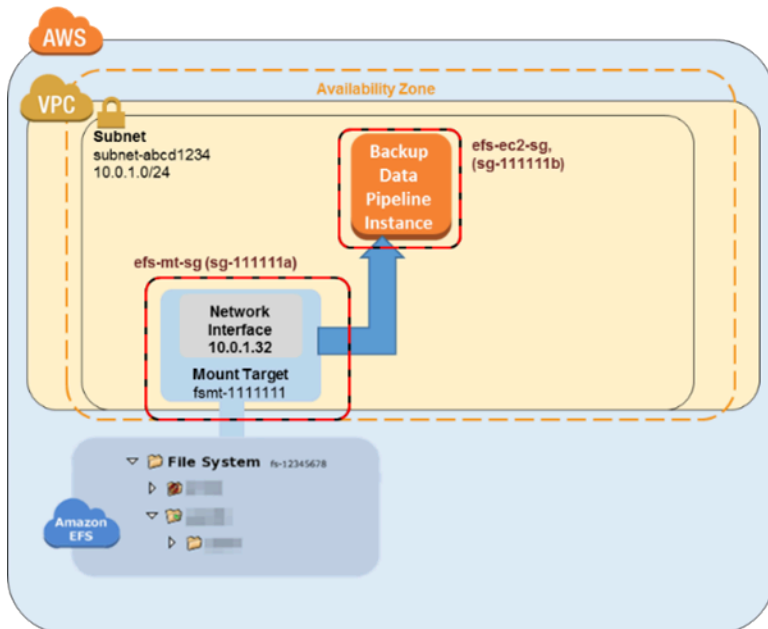 AWS
VPC
Availability Zone
Subnet
subnet-abcd1234
10.0.1.0/24
Backup
Data
Pipeline
Instance
efs-ec2-sg,
(sg-111111b)
efs-mt-sg (sg-111111a)
Network
Interface
10.0.1.32
Mount Target
fsmt-1111111
File System fs-12345678
Amazon
EFS